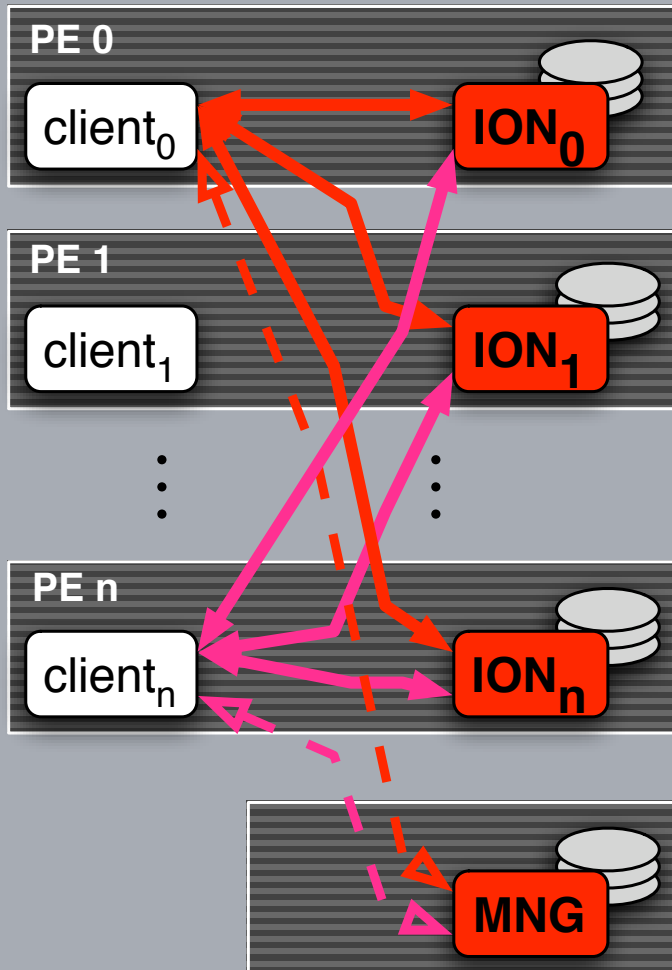 PE 0
client₀
ION₀
PE 1
client₁
ION₁
PE n
clientₙ
IONₙ
MNG